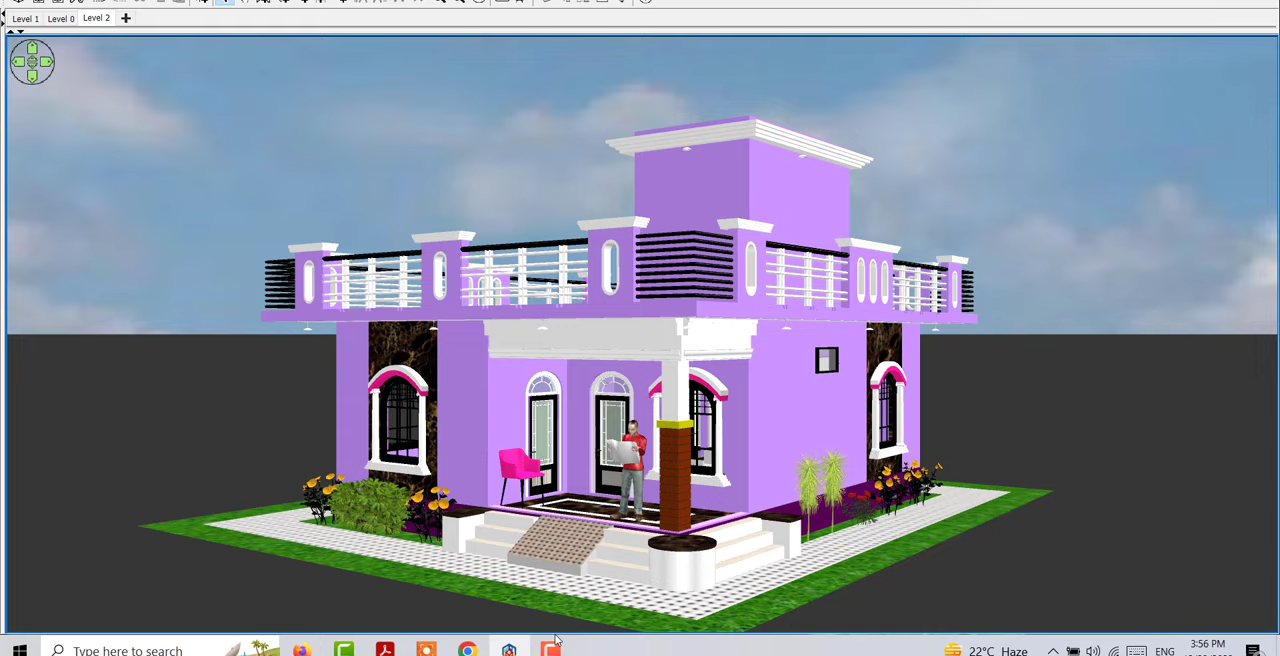 Level 1 Level 0 Level 2
Type here to search
22°C Haze
ENG
3:56 PM